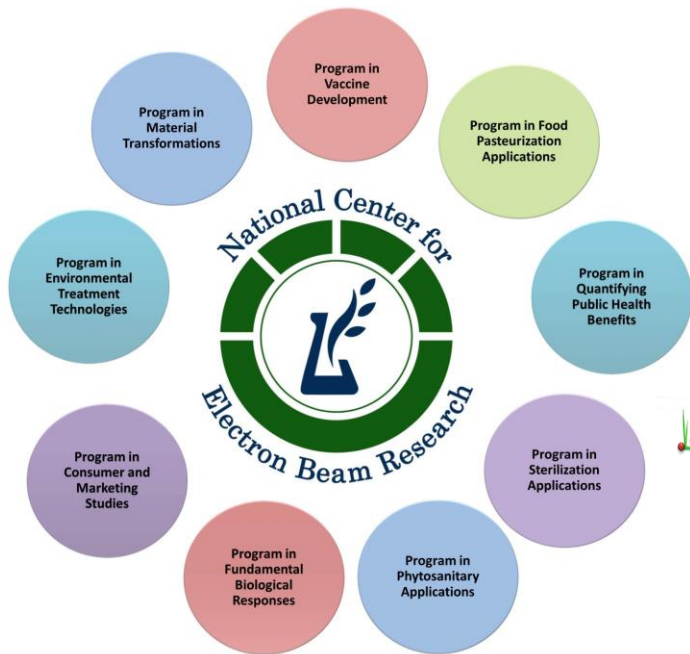 Program in
Vaccine
Development
Program in Food
Pasteurization
Applications
Program in
Quantifying
Public Health
Benefits
Program in
Sterilization
Applications
Program in
Phytosanitary
Applications
Program in
Fundamental
Biological
Responses
Program in
Consumer and
Marketing
Studies
Program in
Environmental
Treatment
Technologies
Program in
Material
Transformations
National Center for
Electron Beam Research